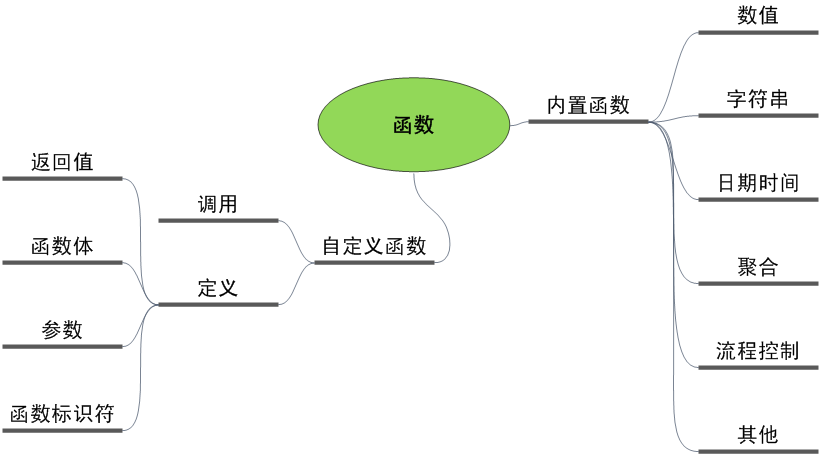 函数
内置函数
数值
字符串
日期时间
聚合
流程控制
其他
自定义函数
调用
定义
返回值
函数体
参数
函数标识符